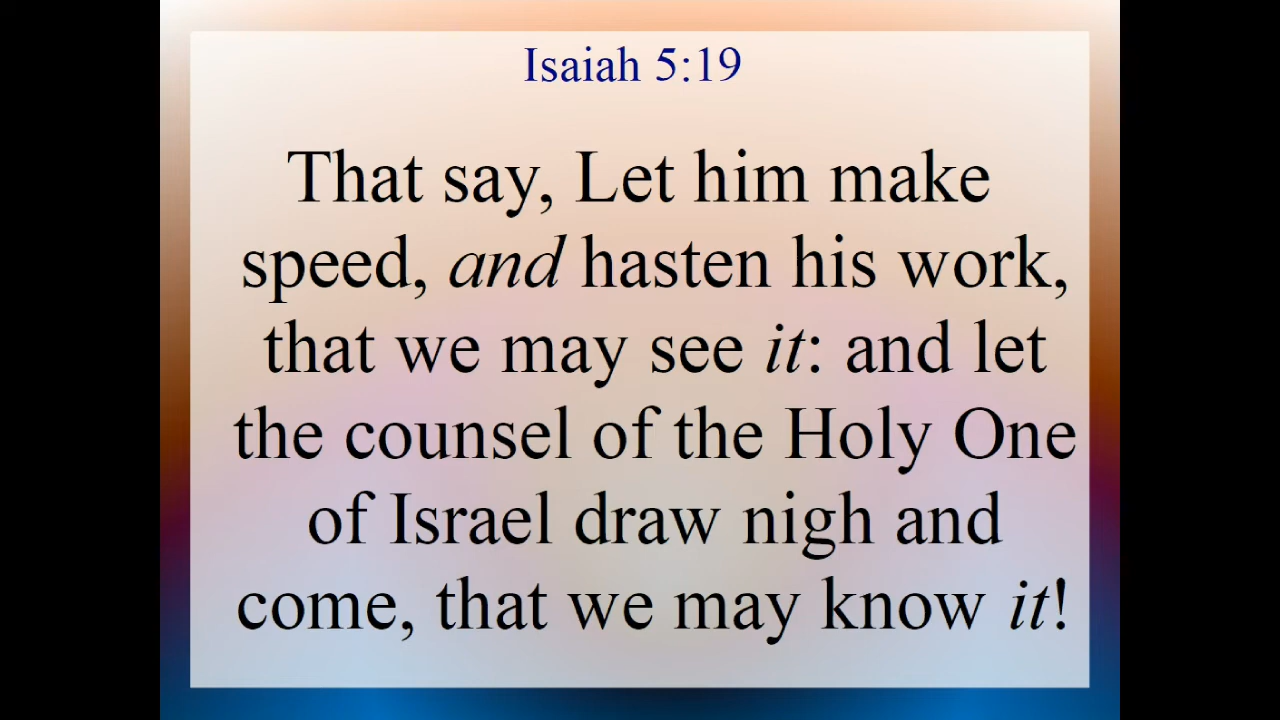 Isaiah 5:19
That say, Let him make
speed, and hasten his work,
that we may see it: and let
the counsel of the Holy One
of Israel draw nigh and
come, that we may know it!